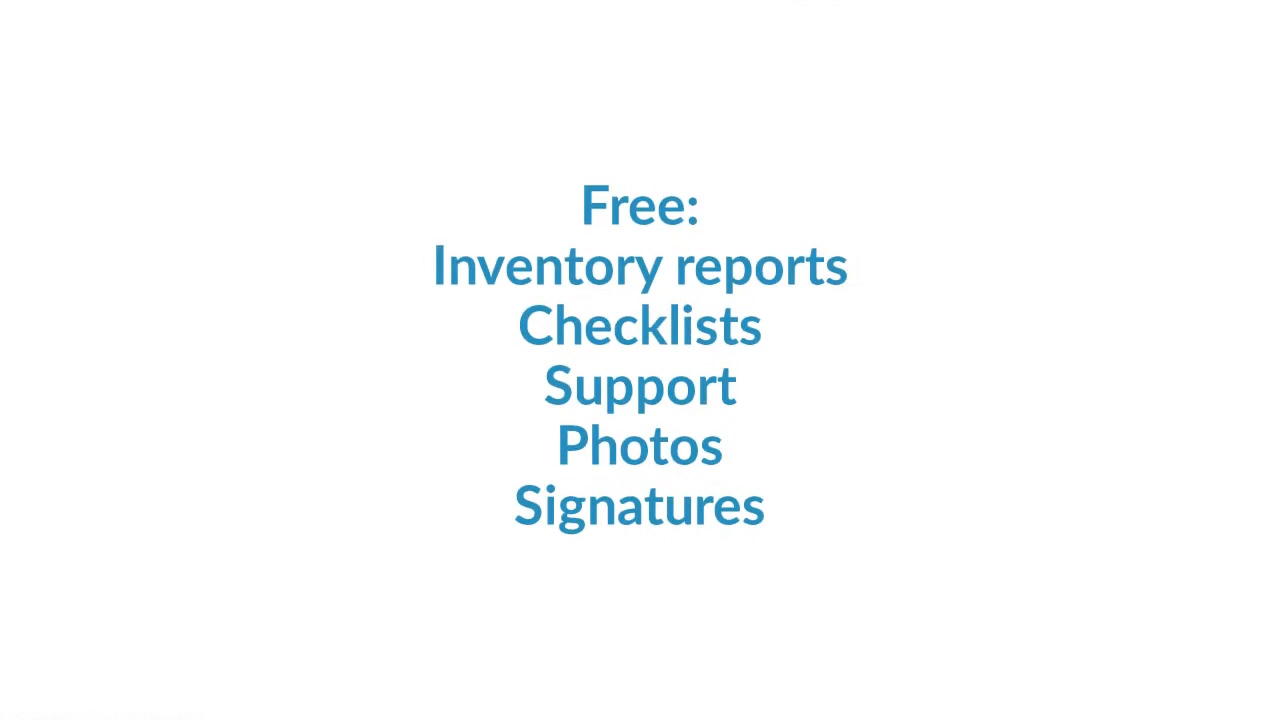 Free:
Inventory reports
Checklists
Support
Photos
Signatures